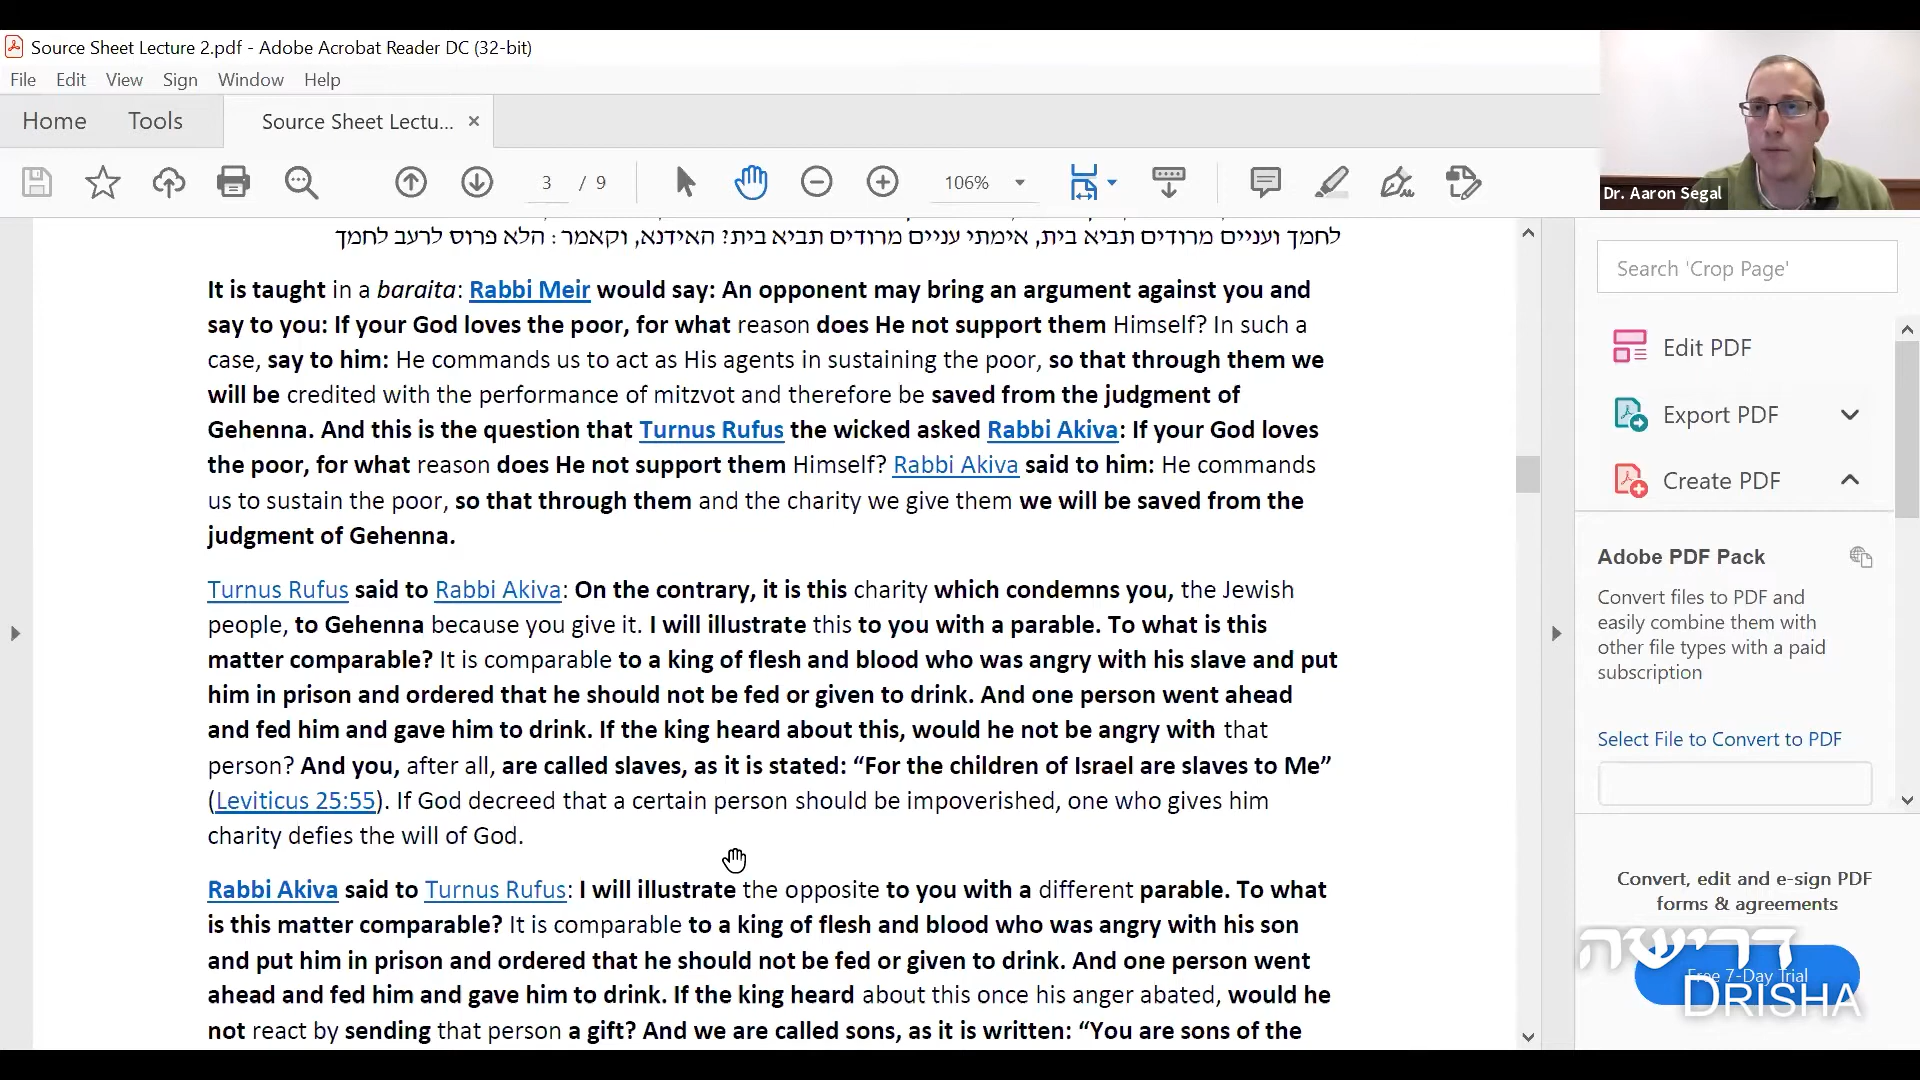 Source Sheet Lecture 2.pdf - Adobe Acrobat Reader DC (32-bit)
File Edit View Sign Window Help
Home Tools Source Sheet Lectu... ×
3 / 9 106%
Dr. Aaron Segal
לחמך ועניים מרודים תביא בית, אימתי עניים מרודים תביא בית? האידנא, וקאמר: הלא פרוס לרעב לחמך
It is taught in a baraita: Rabbi Meir would say: An opponent may bring an argument against you and
say to you: If your God loves the poor, for what reason does He not support them Himself? In such a
case, say to him: He commands us to act as His agents in sustaining the poor, so that through them we
will be credited with the performance of mitzvot and therefore be saved from the judgment of
Gehenna. And this is the question that Turnus Rufus the wicked asked Rabbi Akiva: If your God loves
the poor, for what reason does He not support them Himself? Rabbi Akiva said to him: He commands
us to sustain the poor, so that through them and the charity we give them we will be saved from the
judgment of Gehenna.
Turnus Rufus said to Rabbi Akiva: On the contrary, it is this charity which condemns you, the Jewish
people, to Gehenna because you give it. I will illustrate this to you with a parable. To what is this
matter comparable? It is comparable to a king of flesh and blood who was angry with his slave and put
him in prison and ordered that he should not be fed or given to drink. And one person went ahead
and fed him and gave him to drink. If the king heard about this, would he not be angry with that
person? And you, after all, are called slaves, as it is stated: “For the children of Israel are slaves to Me”
(Leviticus 25:55). If God decreed that a certain person should be impoverished, one who gives him
charity defies the will of God.
Rabbi Akiva said to Turnus Rufus: I will illustrate the opposite to you with a different parable. To what
is this matter comparable? It is comparable to a king of flesh and blood who was angry with his son
and put him in prison and ordered that he should not be fed or given to drink. And one person went
ahead and fed him and gave him to drink. If the king heard about this once his anger abated, would he
not react by sending that person a gift? And we are called sons, as it is written: “You are sons of the
Search 'Crop Page'
Edit PDF
Export PDF
Create PDF
Adobe PDF Pack
Convert files to PDF and
easily combine them with
other file types with a paid
subscription
Select File to Convert to PDF
Convert, edit and e-sign PDF
forms & agreements
Free 7-Day Trial
דרישה
DRISHA